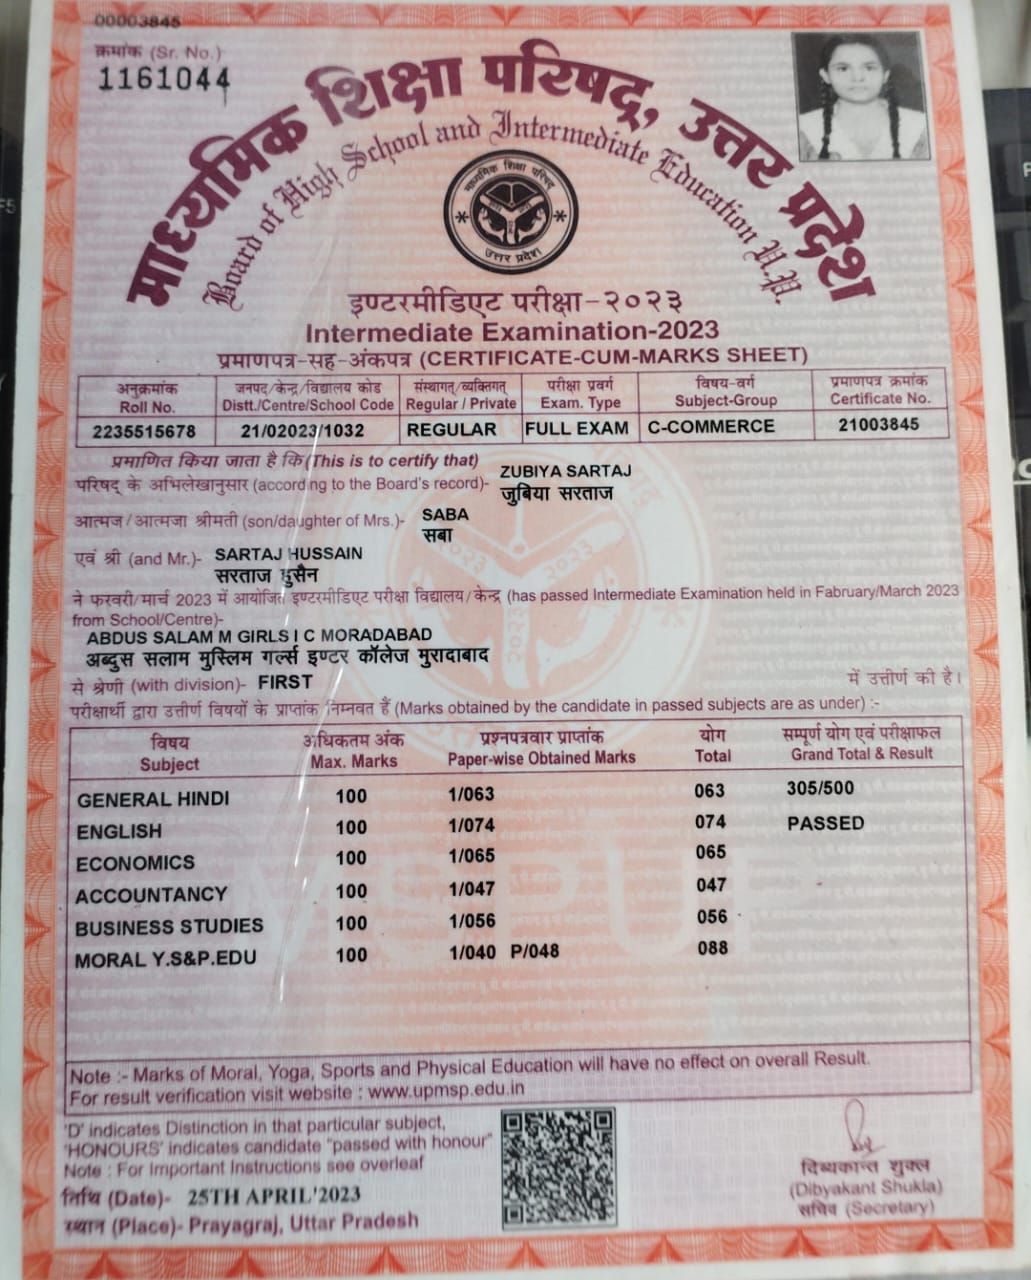 00003845
क्रमांक (Sr. No.)
1161044
माध्यमिक शिक्षा परिषद्, उत्तर प्रदेश
Board of High School and Intermediate Education U.P.
माध्यमिक शिक्षा परिषद
उत्तर प्रदेश
इण्टरमीडिएट परीक्षा-२०२३
Intermediate Examination-2023
प्रमाणपत्र-सह-अंकपत्र (CERTIFICATE-CUM-MARKS SHEET)
अनुक्रमांक जनपद/केन्द्र/विद्यालय कोड संस्थागत/व्यक्तिगत् परीक्षा प्रवर्ग विषय-वर्ग प्रमाणपत्र क्रमांक
Roll No. Distt./Centre/School Code Regular / Private Exam. Type Subject-Group Certificate No.
2235515678 21/02023/1032 REGULAR FULL EXAM C-COMMERCE 21003845
प्रमाणित किया जाता है कि (This is to certify that) ZUBIYA SARTAJ
परिषद् के अभिलेखानुसार (according to the Board's record)- जुबिया सरताज
आत्मज/आत्मजा श्रीमती (son/daughter of Mrs.)- SABA
सबा
एवं श्री (and Mr.)- SARTAJ HUSSAIN
सरताज हुसैन
ने फरवरी/मार्च 2023 में आयोजित इण्टरमीडिएट परीक्षा विद्यालय/केन्द्र (has passed Intermediate Examination held in Fabruary/March 2023
from School/Centre)-
ABDUS SALAM M GIRLS I C MORADABAD
अब्दुस सलाम मुस्लिम गर्ल्स इण्टर कॉलेज मुरादाबाद
से श्रेणी (with division)- FIRST में उत्तीर्ण की है।
परीक्षार्थी द्वारा उत्तीर्ण विषयों के प्राप्तांक निम्नवत हैं (Marks obtained by the candidate in passed subjects are as under) :-
विषय अधिकतम अंक प्रश्नपत्रवार प्राप्तांक योग सम्पूर्ण योग एवं परीक्षाफल
Subject Max. Marks Paper-wise Obtained Marks Total Grand Total & Result
GENERAL HINDI 100 1/063 063 305/500
ENGLISH 100 1/074 074 PASSED
ECONOMICS 100 1/065 065
ACCOUNTANCY 100 1/047 047
BUSINESS STUDIES 100 1/056 056
MORAL Y.S&P.EDU 100 1/040 P/048 088
Note :- Marks of Moral, Yoga, Sports and Physical Education will have no effect on overall Result.
For result verification visit website : www.upmsp.edu.in
'D' indicates Distinction in that particular subject,
'HONOURS' indicates candidate "passed with honour"
Note : For Important Instructions see overleaf
तिथि (Date)- 25TH APRIL'2023
स्थान (Place)- Prayagraj, Uttar Pradesh
दिब्यकान्त शुक्ल
(Dibyakant Shukla)
सचिव (Secretary)